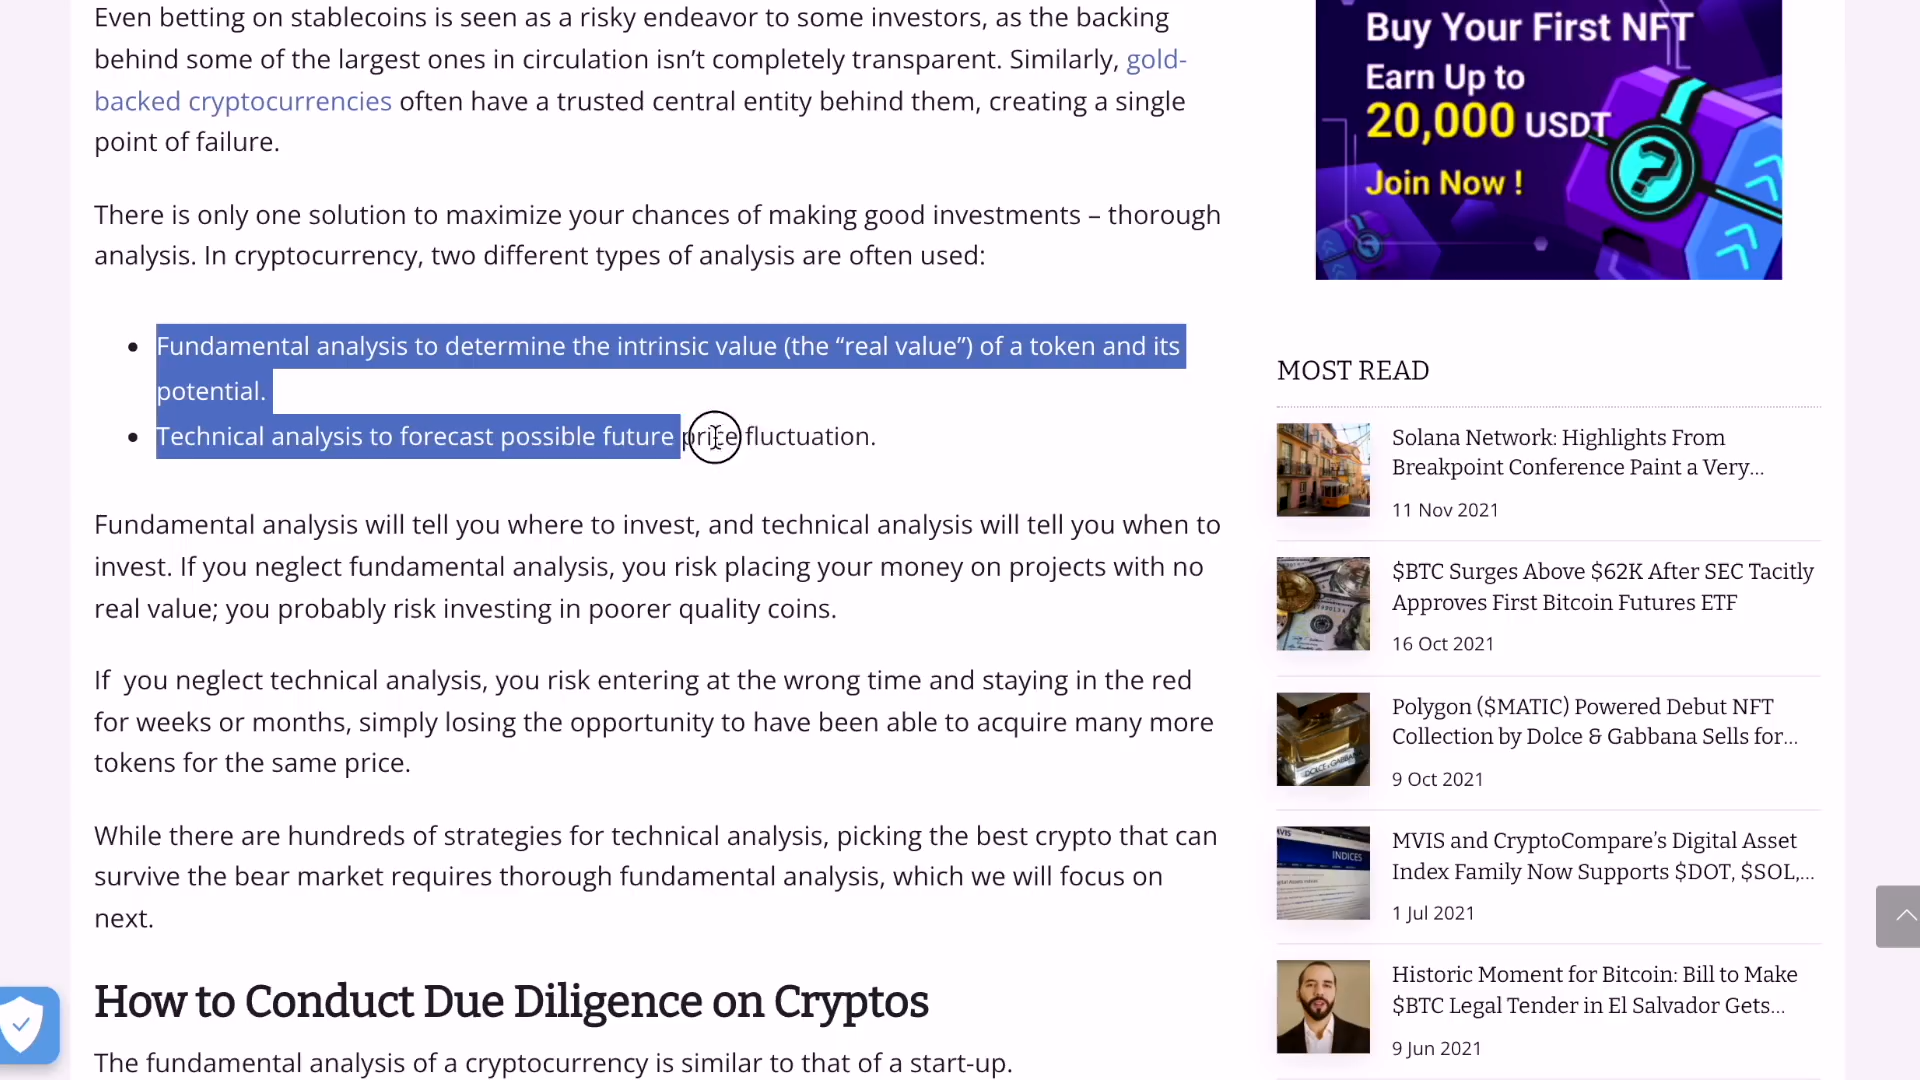 Even betting on stablecoins is seen as a risky endeavor to some investors, as the backing
behind some of the largest ones in circulation isn’t completely transparent. Similarly, gold-
backed cryptocurrencies often have a trusted central entity behind them, creating a single
point of failure.
There is only one solution to maximize your chances of making good investments – thorough
analysis. In cryptocurrency, two different types of analysis are often used:
Fundamental analysis to determine the intrinsic value (the “real value”) of a token and its
potential.
Technical analysis to forecast possible future price fluctuation.
Fundamental analysis will tell you where to invest, and technical analysis will tell you when to
invest. If you neglect fundamental analysis, you risk placing your money on projects with no
real value; you probably risk investing in poorer quality coins.
If  you neglect technical analysis, you risk entering at the wrong time and staying in the red
for weeks or months, simply losing the opportunity to have been able to acquire many more
tokens for the same price.
While there are hundreds of strategies for technical analysis, picking the best crypto that can
survive the bear market requires thorough fundamental analysis, which we will focus on
next.
How to Conduct Due Diligence on Cryptos
The fundamental analysis of a cryptocurrency is similar to that of a start-up.
Buy Your First NFT
Earn Up to
20,000 USDT
Join Now !
?
MOST READ
Solana Network: Highlights From
Breakpoint Conference Paint a Very...
11 Nov 2021
$BTC Surges Above $62K After SEC Tacitly
Approves First Bitcoin Futures ETF
16 Oct 2021
Polygon ($MATIC) Powered Debut NFT
Collection by Dolce & Gabbana Sells for...
DOLCE & GABBANA
9 Oct 2021
MVIS and CryptoCompare’s Digital Asset
Index Family Now Supports $DOT, $SOL,...
MVIS
INDICES
1 Jul 2021
Historic Moment for Bitcoin: Bill to Make
$BTC Legal Tender in El Salvador Gets...
9 Jun 2021